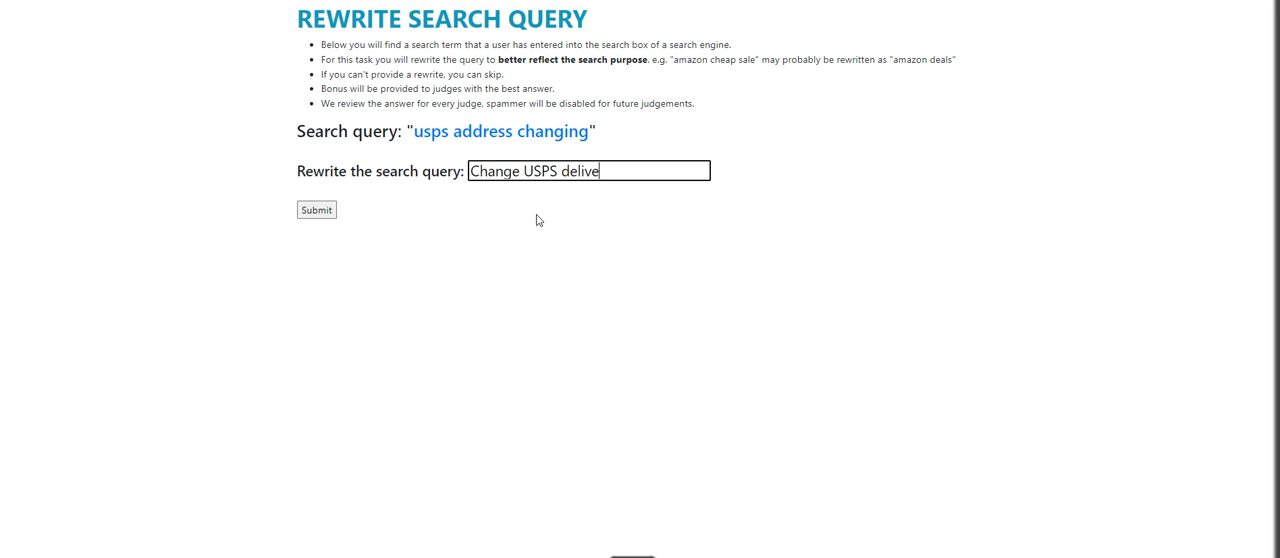 REWRITE SEARCH QUERY
Below you will find a search term that a user has entered into the search box of a search engine.
For this task you will rewrite the query to better reflect the search purpose. e.g. "amazon cheap sale" may probably be rewritten as "amazon deals"
If you can't provide a rewrite, you can skip.
Bonus will be provided to judges with the best answer.
We review the answer for every judge, spammer will be disabled for future judgements.
Search query: "usps address changing"
Rewrite the search query: Change USPS delive
Submit